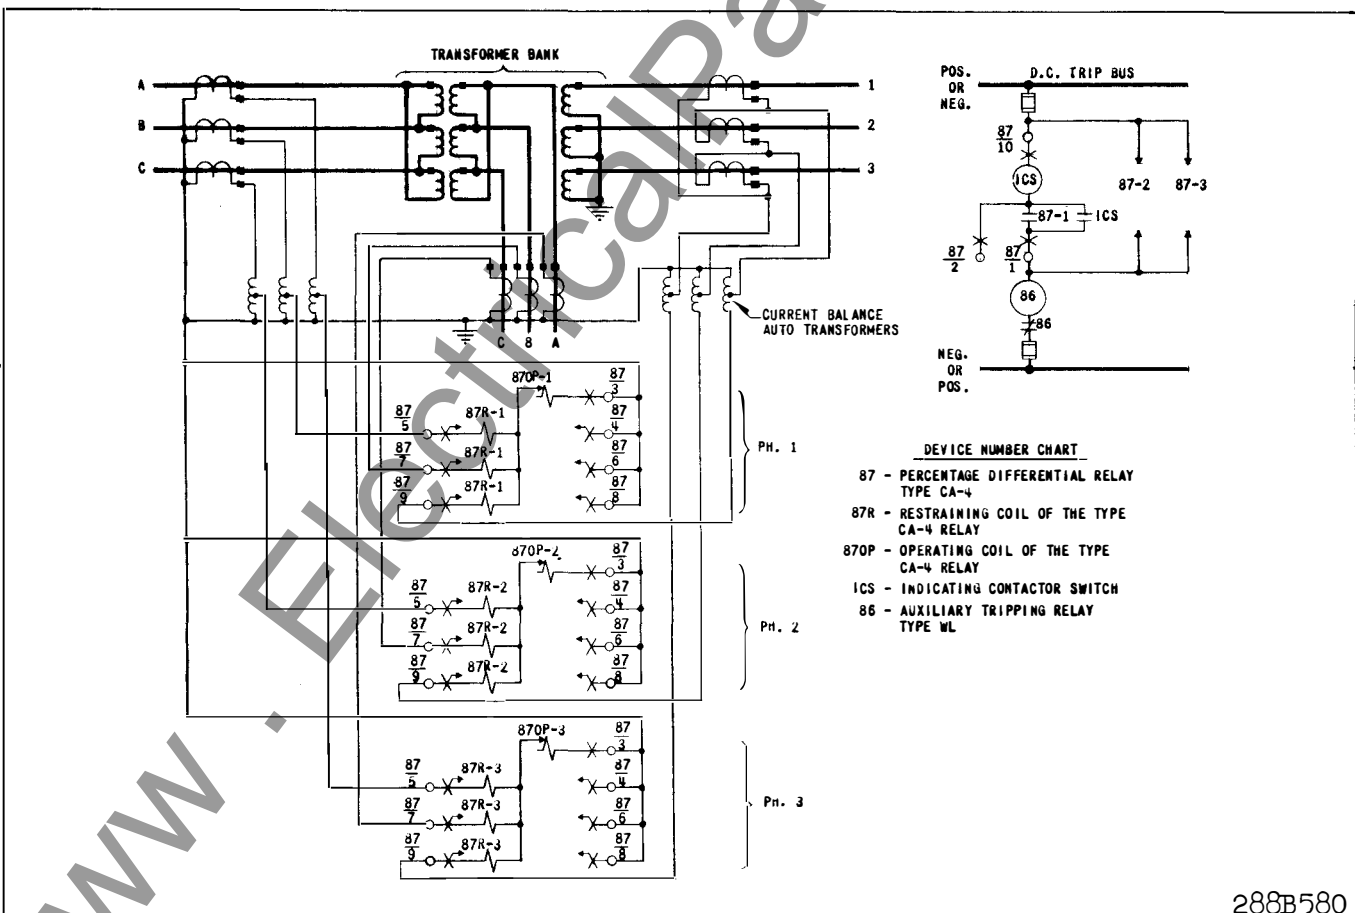 TRANSFORMER BANK
A
B
C
1
2
3
C 8 A
CURRENT BALANCE
AUTO TRANSFORMERS
POS.
OR
NEG.
D.C. TRIP BUS
87
10
ICS
87-1
ICS
87-2
87-3
87
2
87
1
86
86
NEG.
OR
POS.
870P-1
87
3
87
5
87R-1
87
4
87
7
87R-1
87
6
87
9
87R-1
87
8
PH. 1
870P-2
87
3
87
5
87R-2
87
4
87
7
87R-2
87
6
87
9
87R-2
87
8
PH. 2
870P-3
87
3
87
5
87R-3
87
4
87
7
87R-3
87
6
87
9
87R-3
87
8
PH. 3
DEVICE NUMBER CHART
87 - PERCENTAGE DIFFERENTIAL RELAY
TYPE CA-4
87R - RESTRAINING COIL OF THE TYPE
CA-4 RELAY
870P - OPERATING COIL OF THE TYPE
CA-4 RELAY
ICS - INDICATING CONTACTOR SWITCH
86 - AUXILIARY TRIPPING RELAY
TYPE WL
288B580
ww . ElectricalPa